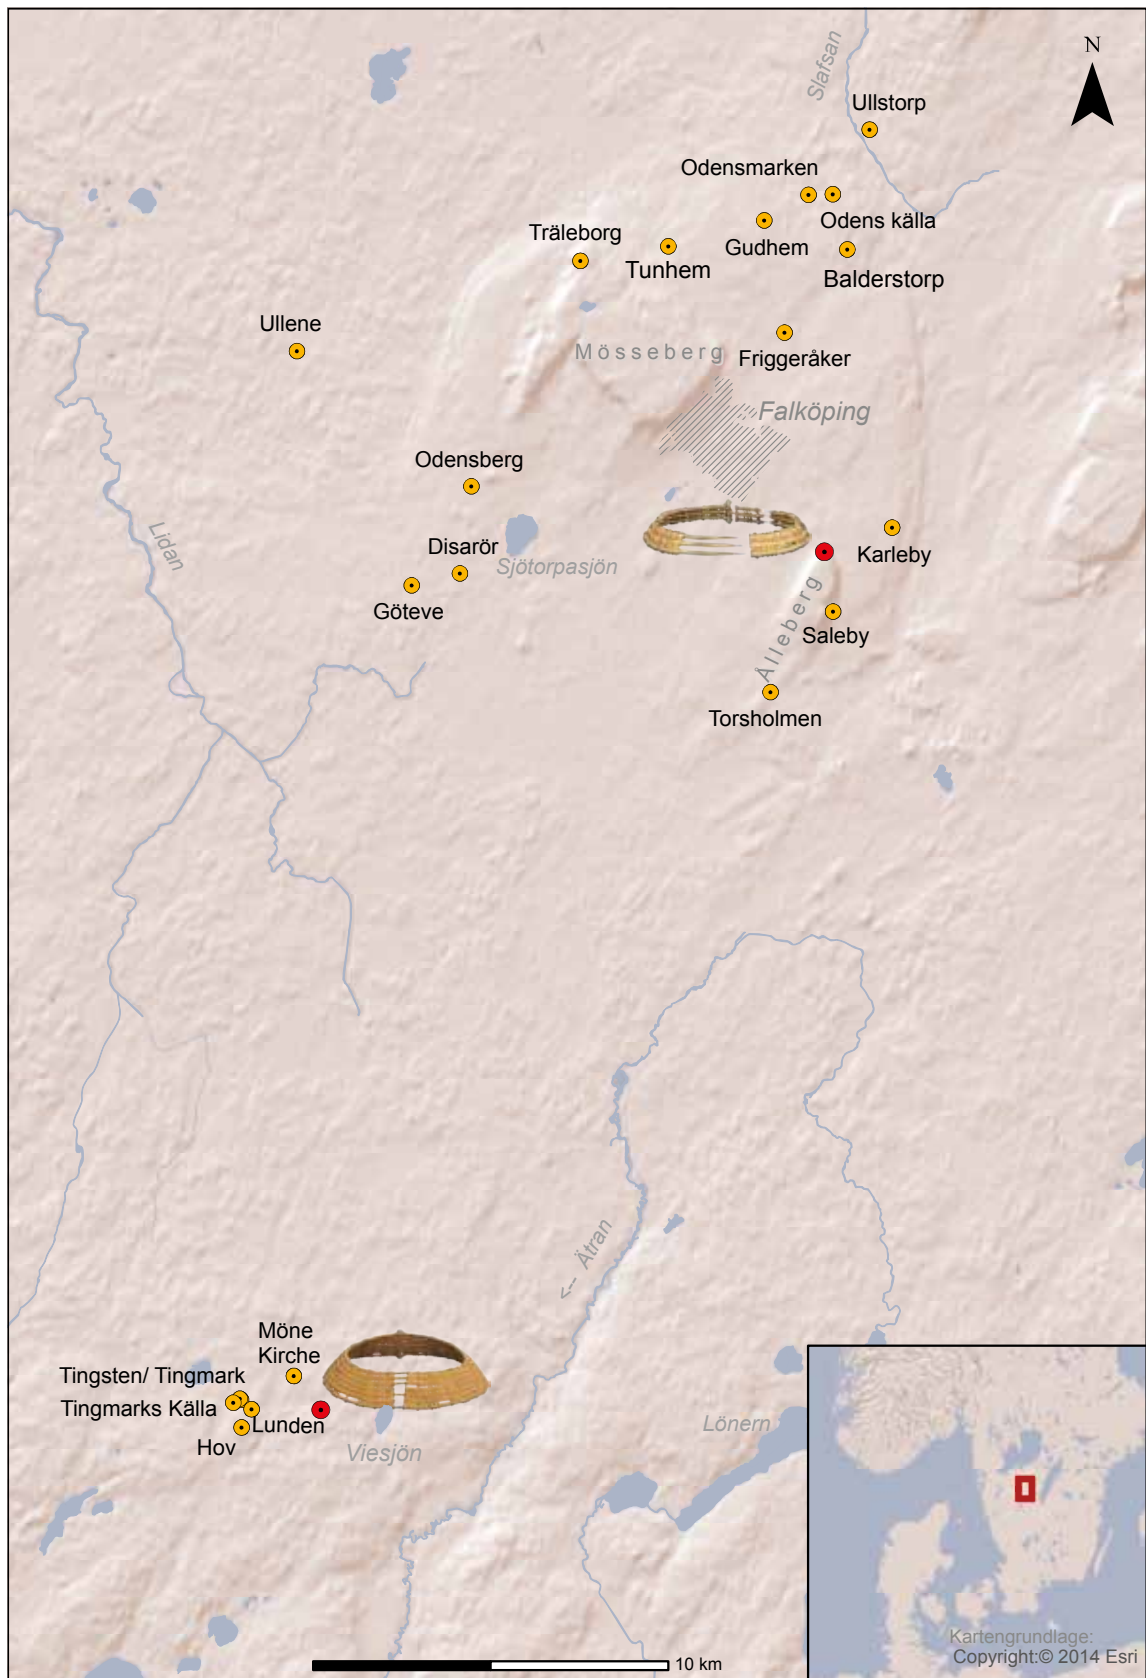 N
Slafsan
Ullstorp
Odensmarken
Odens källa
Träleborg
Gudhem
Tunhem
Balderstorp
Ullene
Mösseberg
Friggeråker
Falköping
Odensberg
Lidan
Disarör
Sjötorpasjön
Karleby
Göteve
Ålleberg
Saleby
Torsholmen
<-- Ätran
Möne
Kirche
Tingsten/ Tingmark
Tingmarks Källa
Lunden
Hov
Viesjön
Lönern
Kartengrundlage:
Copyright:© 2014 Esri
10 km